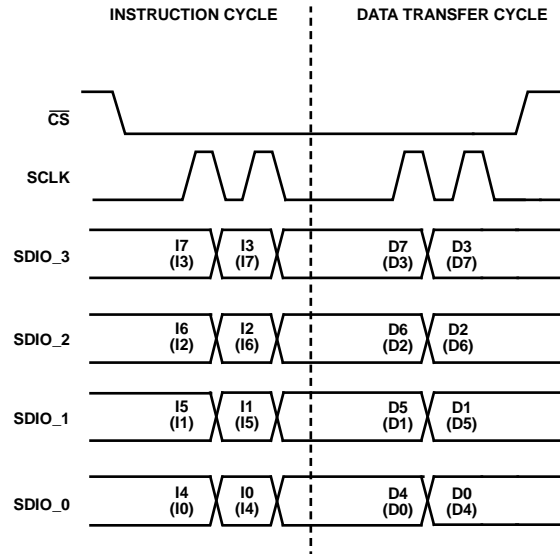 INSTRUCTION CYCLE DATA TRANSFER CYCLE
CS
SCLK
SDIO_3 I7 I3 D7 D3
(I3) (I7) (D3) (D7)
SDIO_2 I6 I2 D6 D2
(I2) (I6) (D2) (D6)
SDIO_1 I5 I1 D5 D1
(I1) (I5) (D1) (D5)
SDIO_0 I4 I0 D4 D0
(I0) (I4) (D0) (D4)